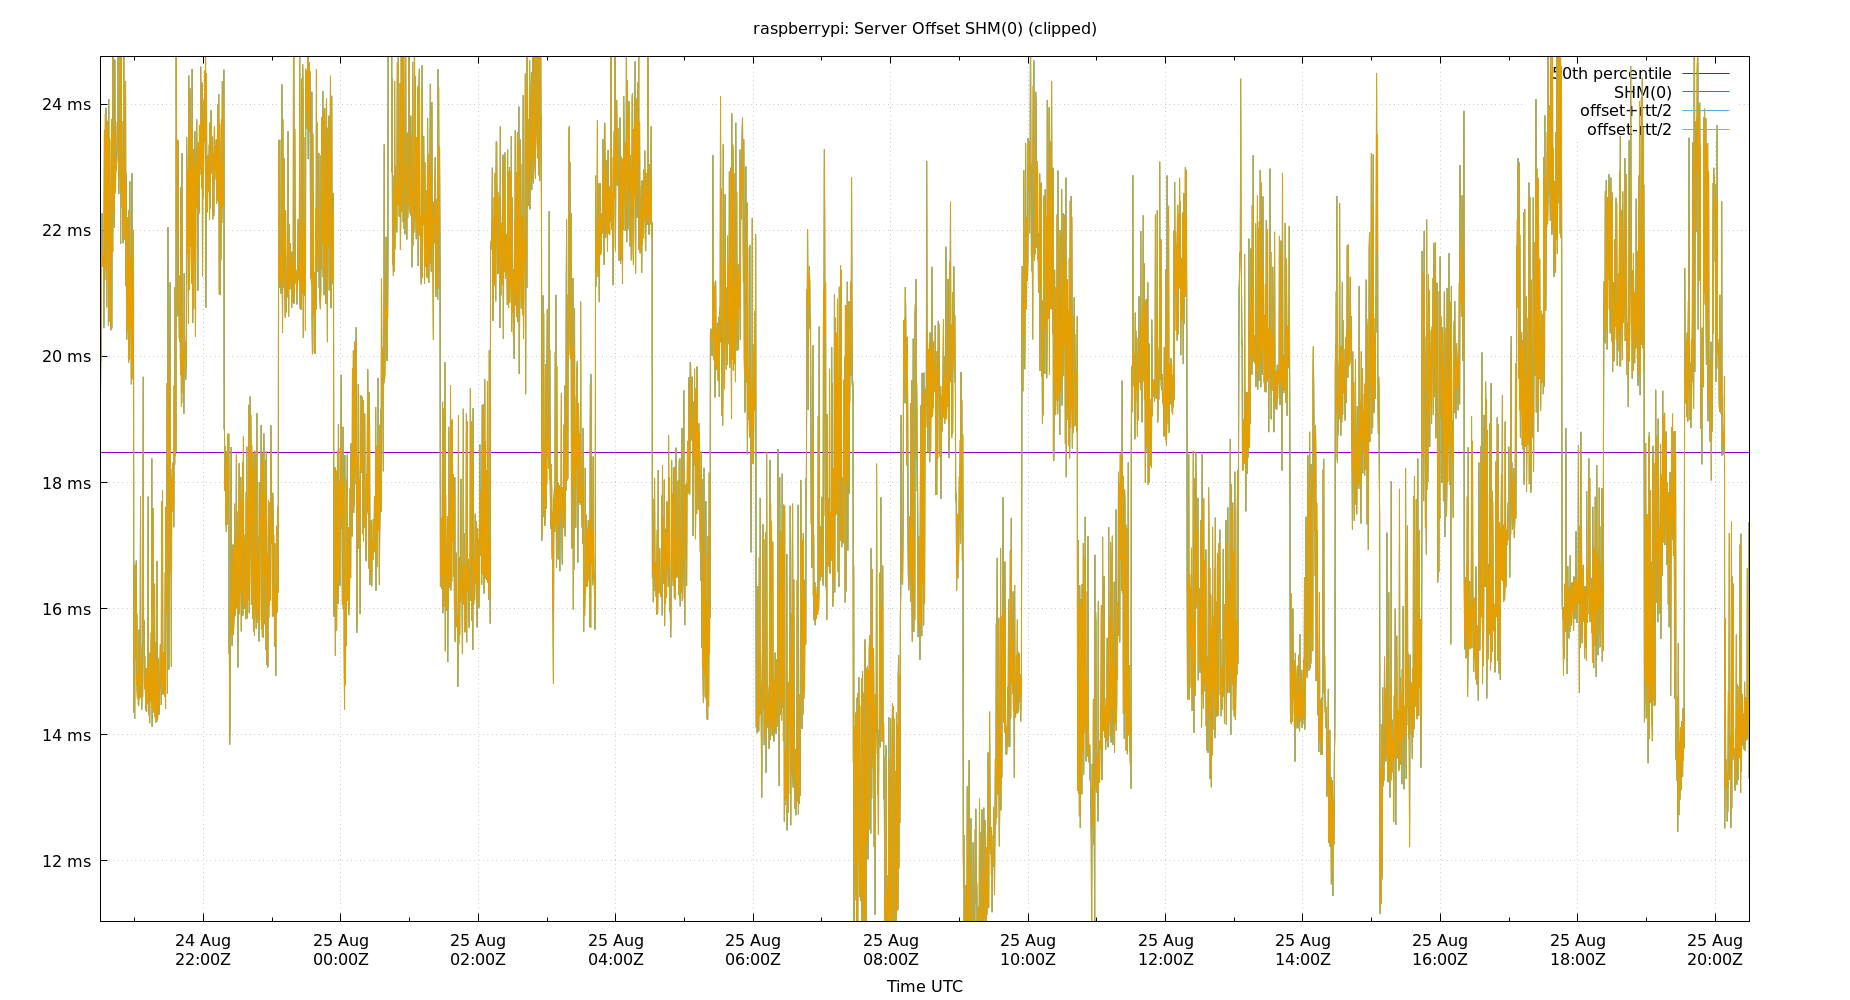 raspberrypi: Server Offset SHM(0) (clipped)
50th percentile
SHM(0)
offset+rtt/2
offset-rtt/2
24 ms
22 ms
20 ms
18 ms
16 ms
14 ms
12 ms
24 Aug 25 Aug 25 Aug 25 Aug 25 Aug 25 Aug 25 Aug 25 Aug 25 Aug 25 Aug 25 Aug 25 Aug
22:00Z 00:00Z 02:00Z 04:00Z 06:00Z 08:00Z 10:00Z 12:00Z 14:00Z 16:00Z 18:00Z 20:00Z
Time UTC